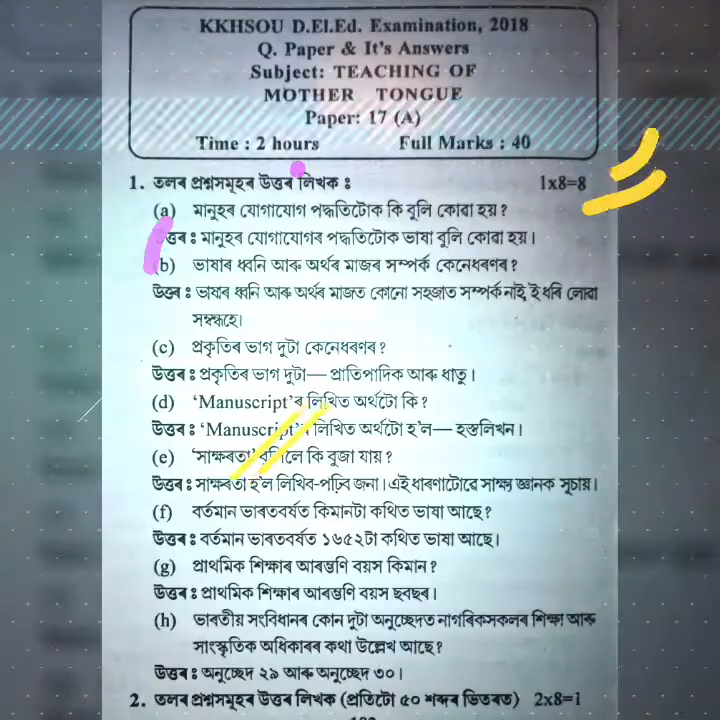 KKHSOU D.El.Ed. Examination, 2018
Q. Paper & It's Answers
Subject: TEACHING OF
MOTHER TONGUE
Paper: 17 (A)
Time : 2 hours Full Marks : 40
1. তলৰ প্ৰশ্নসমূহৰ উত্তৰ লিখক ঃ 1x8=8
(a) মানুহৰ যোগাযোগ পদ্ধতিটোক কি বুলি কোৱা হয় ?
উত্তৰ ঃ মানুহৰ যোগাযোগৰ পদ্ধতিটোক ভাষা বুলি কোৱা হয়।
(b) ভাষাৰ ধ্বনি আৰু অৰ্থৰ মাজৰ সম্পৰ্ক কেনেধৰণৰ ?
উত্তৰ ঃ ভাষাৰ ধ্বনি আৰু অৰ্থৰ মাজত কোনো সহজাত সম্পৰ্ক নাই, ই ধৰি লোৱা
সম্বন্ধহে।
(c) প্ৰকৃতিৰ ভাগ দুটা কেনেধৰণৰ ?
উত্তৰ ঃ প্ৰকৃতিৰ ভাগ দুটা— প্ৰাতিপাদিক আৰু ধাতু।
(d) ‘Manuscript’ৰ লিখিত অৰ্থটো কি ?
উত্তৰ ঃ ‘Manuscript’ৰ লিখিত অৰ্থটো হ’ল— হস্তলিখন।
(e) ‘সাক্ষৰতা’ বুলিলে কি বুজা যায় ?
উত্তৰ ঃ সাক্ষৰতা হ’ল লিখিব-পঢ়িব জনা। এই ধাৰণাটোৱে সাক্ষ্য জ্ঞানক সূচায়।
(f) বৰ্তমান ভাৰতবৰ্ষত কিমানটা কথিত ভাষা আছে ?
উত্তৰ ঃ বৰ্তমান ভাৰতবৰ্ষত ১৬৫২টা কথিত ভাষা আছে।
(g) প্ৰাথমিক শিক্ষাৰ আৰম্ভণি বয়স কিমান ?
উত্তৰ ঃ প্ৰাথমিক শিক্ষাৰ আৰম্ভণি বয়স ছবছৰ।
(h) ভাৰতীয় সংবিধানৰ কোন দুটা অনুচ্ছেদত নাগৰিকসকলৰ শিক্ষা আৰু
সাংস্কৃতিক অধিকাৰৰ কথা উল্লেখ আছে ?
উত্তৰ ঃ অনুচ্ছেদ ২৯ আৰু অনুচ্ছেদ ৩০।
2. তলৰ প্ৰশ্নসমূহৰ উত্তৰ লিখক (প্ৰতিটো ৫০ শব্দৰ ভিতৰত) 2x8=1